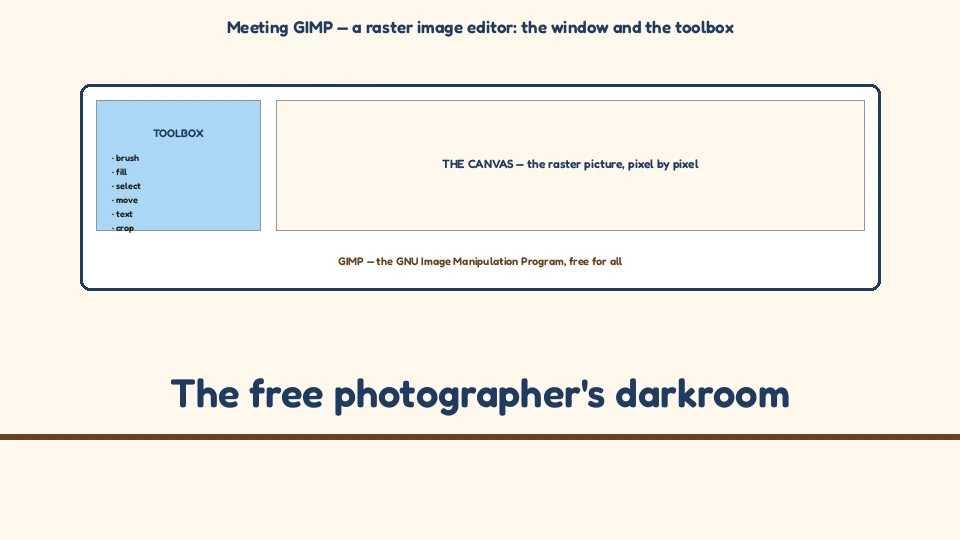 Meeting GIMP — a raster image editor: the window and the toolbox
TOOLBOX
· brush
· fill
· select
· move
· text
· crop
THE CANVAS — the raster picture, pixel by pixel
GIMP — the GNU Image Manipulation Program, free for all
The free photographer's darkroom